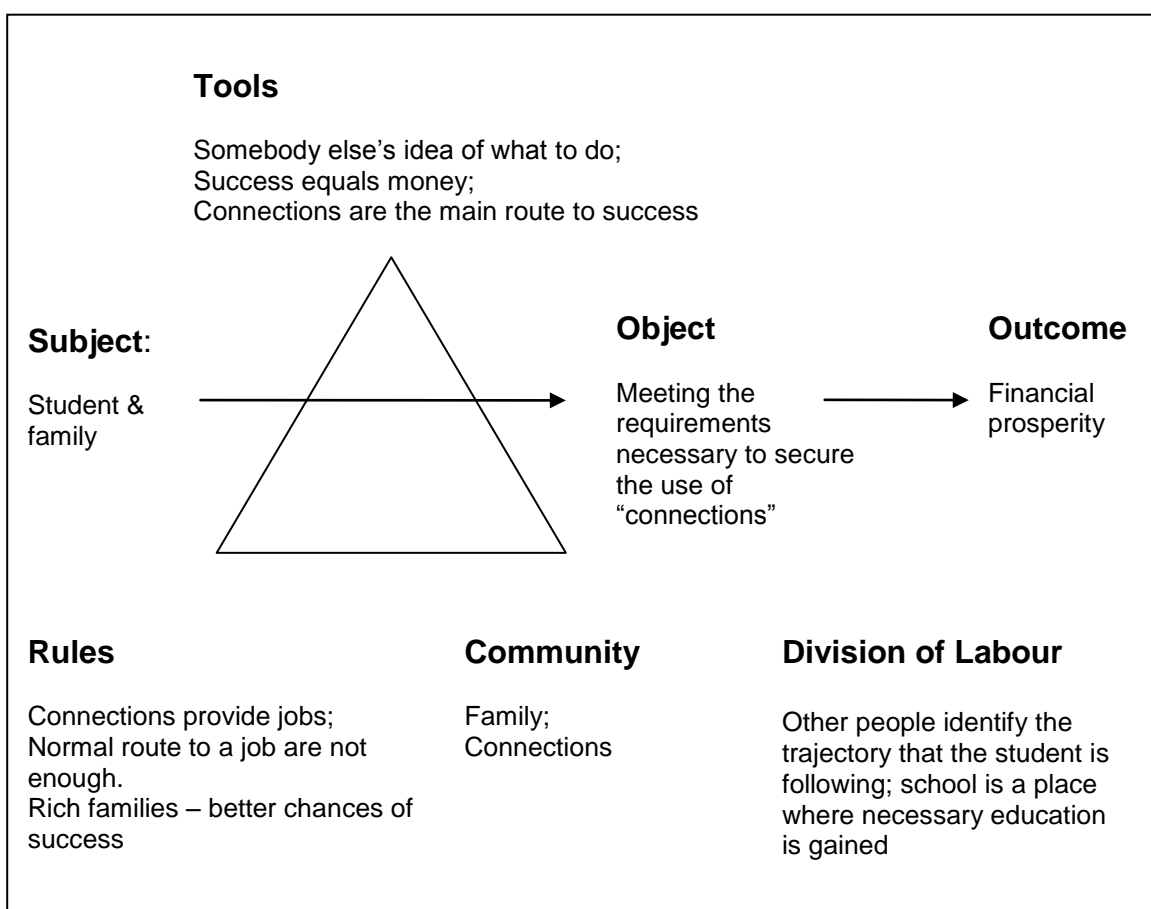 Tools
Somebody else’s idea of what to do;
Success equals money;
Connections are the main route to success
Subject:
Student &
family
Object
Meeting the
requirements
necessary to secure
the use of
“connections”
Outcome
Financial
prosperity
Rules
Connections provide jobs;
Normal route to a job are not
enough.
Rich families – better chances of
success
Community
Family;
Connections
Division of Labour
Other people identify the
trajectory that the student is
following; school is a place
where necessary education
is gained